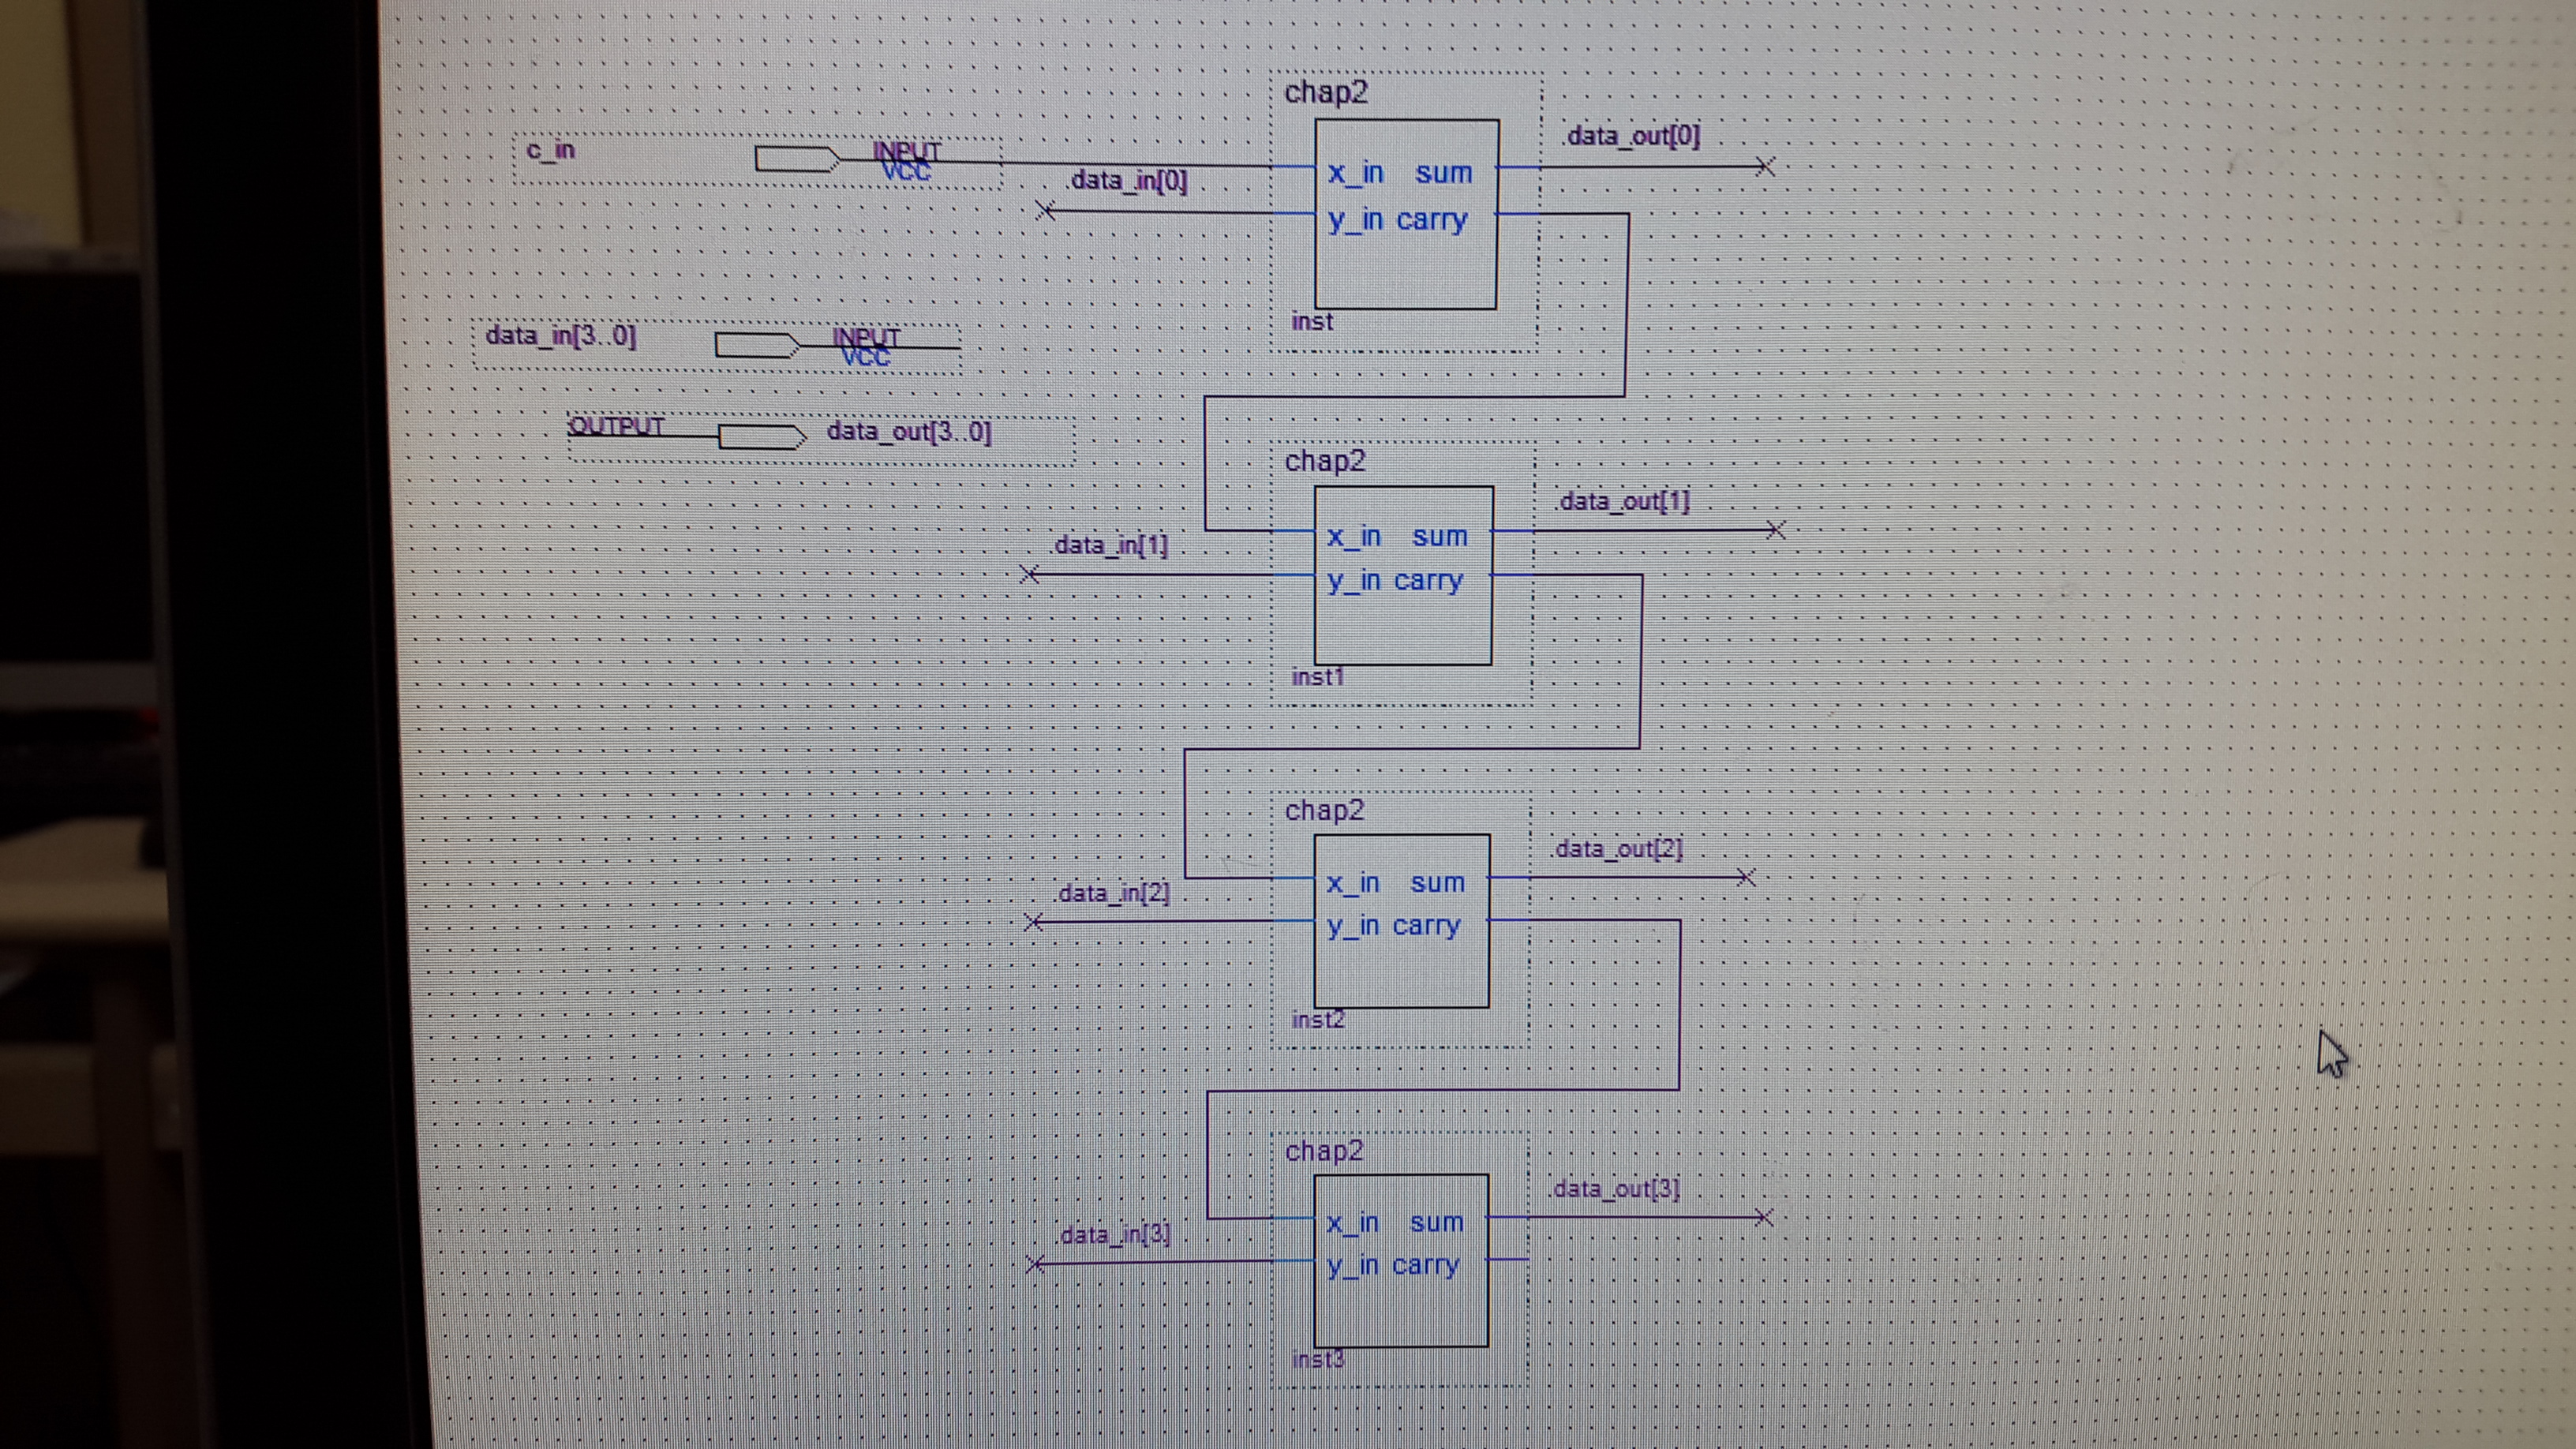 chap2
c_in
INPUT
VCC
data_in[0]
x_in sum
y_in carry
data_out[0]
inst
data_in[3..0]
INPUT
VCC
OUTPUT
data_out[3..0]
chap2
data_in[1]
x_in sum
y_in carry
data_out[1]
inst1
chap2
data_in[2]
x_in sum
y_in carry
data_out[2]
inst2
chap2
data_in[3]
x_in sum
y_in carry
data_out[3]
inst3